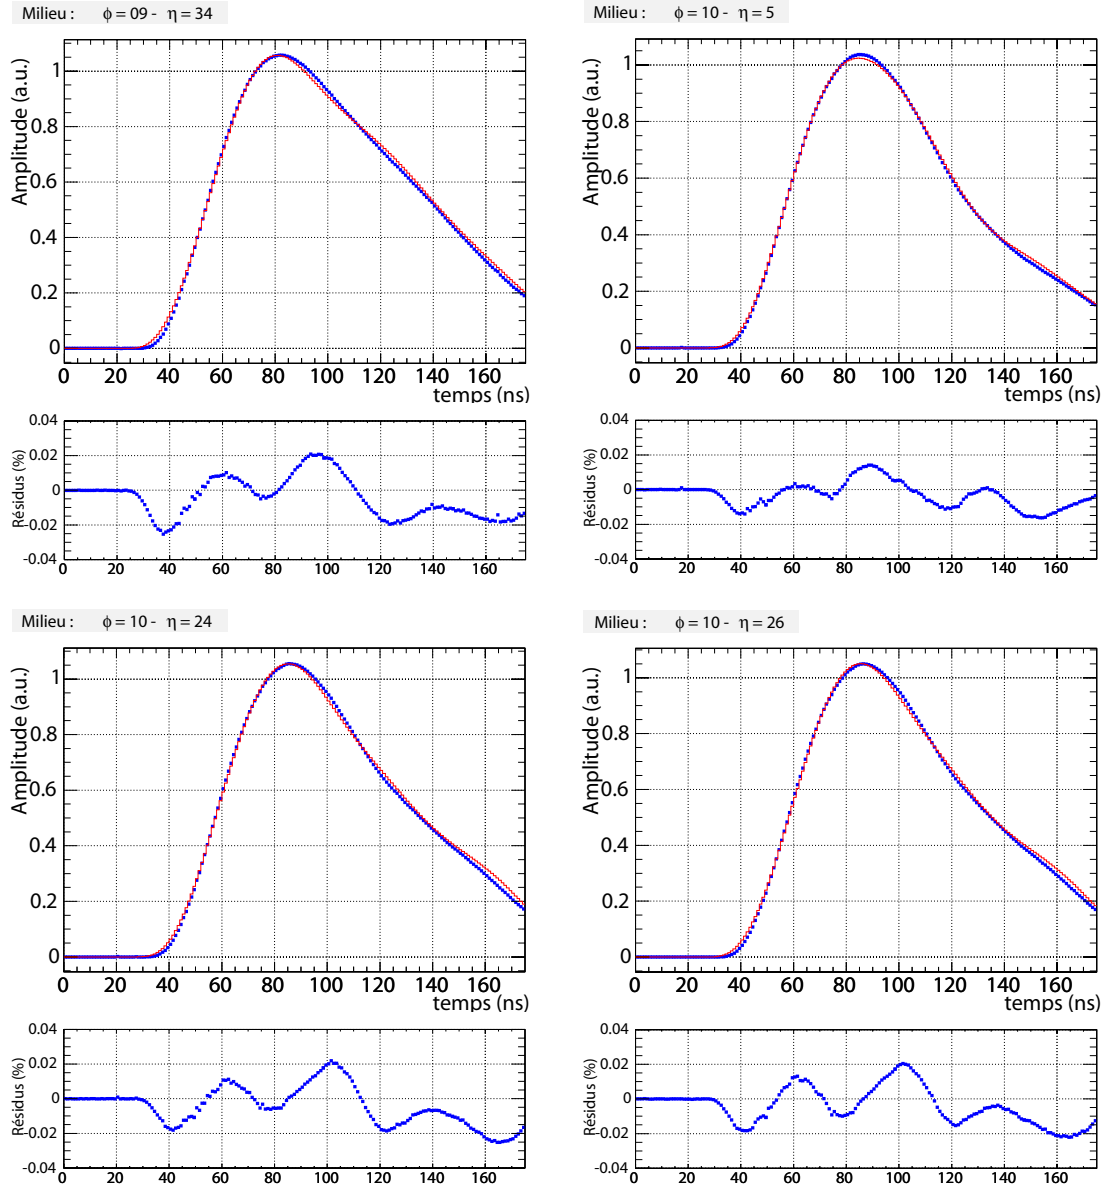 Milieu : ϕ = 09 - η = 34
Amplitude (a.u.)
1
0.8
0.6
0.4
0.2
0
0 20 40 60 80 100 120 140 160
temps (ns)
Résidus (%)
0.04
0.02
0
-0.02
-0.04
0 20 40 60 80 100 120 140 160
Milieu : ϕ = 10 - η = 5
Amplitude (a.u.)
1
0.8
0.6
0.4
0.2
0
0 20 40 60 80 100 120 140 160
temps (ns)
Résidus (%)
0.04
0.02
0
-0.02
-0.04
0 20 40 60 80 100 120 140 160
Milieu : ϕ = 10 - η = 24
Amplitude (a.u.)
1
0.8
0.6
0.4
0.2
0
0 20 40 60 80 100 120 140 160
temps (ns)
Résidus (%)
0.04
0.02
0
-0.02
-0.04
0 20 40 60 80 100 120 140 160
Milieu : ϕ = 10 - η = 26
Amplitude (a.u.)
1
0.8
0.6
0.4
0.2
0
0 20 40 60 80 100 120 140 160
temps (ns)
Résidus (%)
0.04
0.02
0
-0.02
-0.04
0 20 40 60 80 100 120 140 160